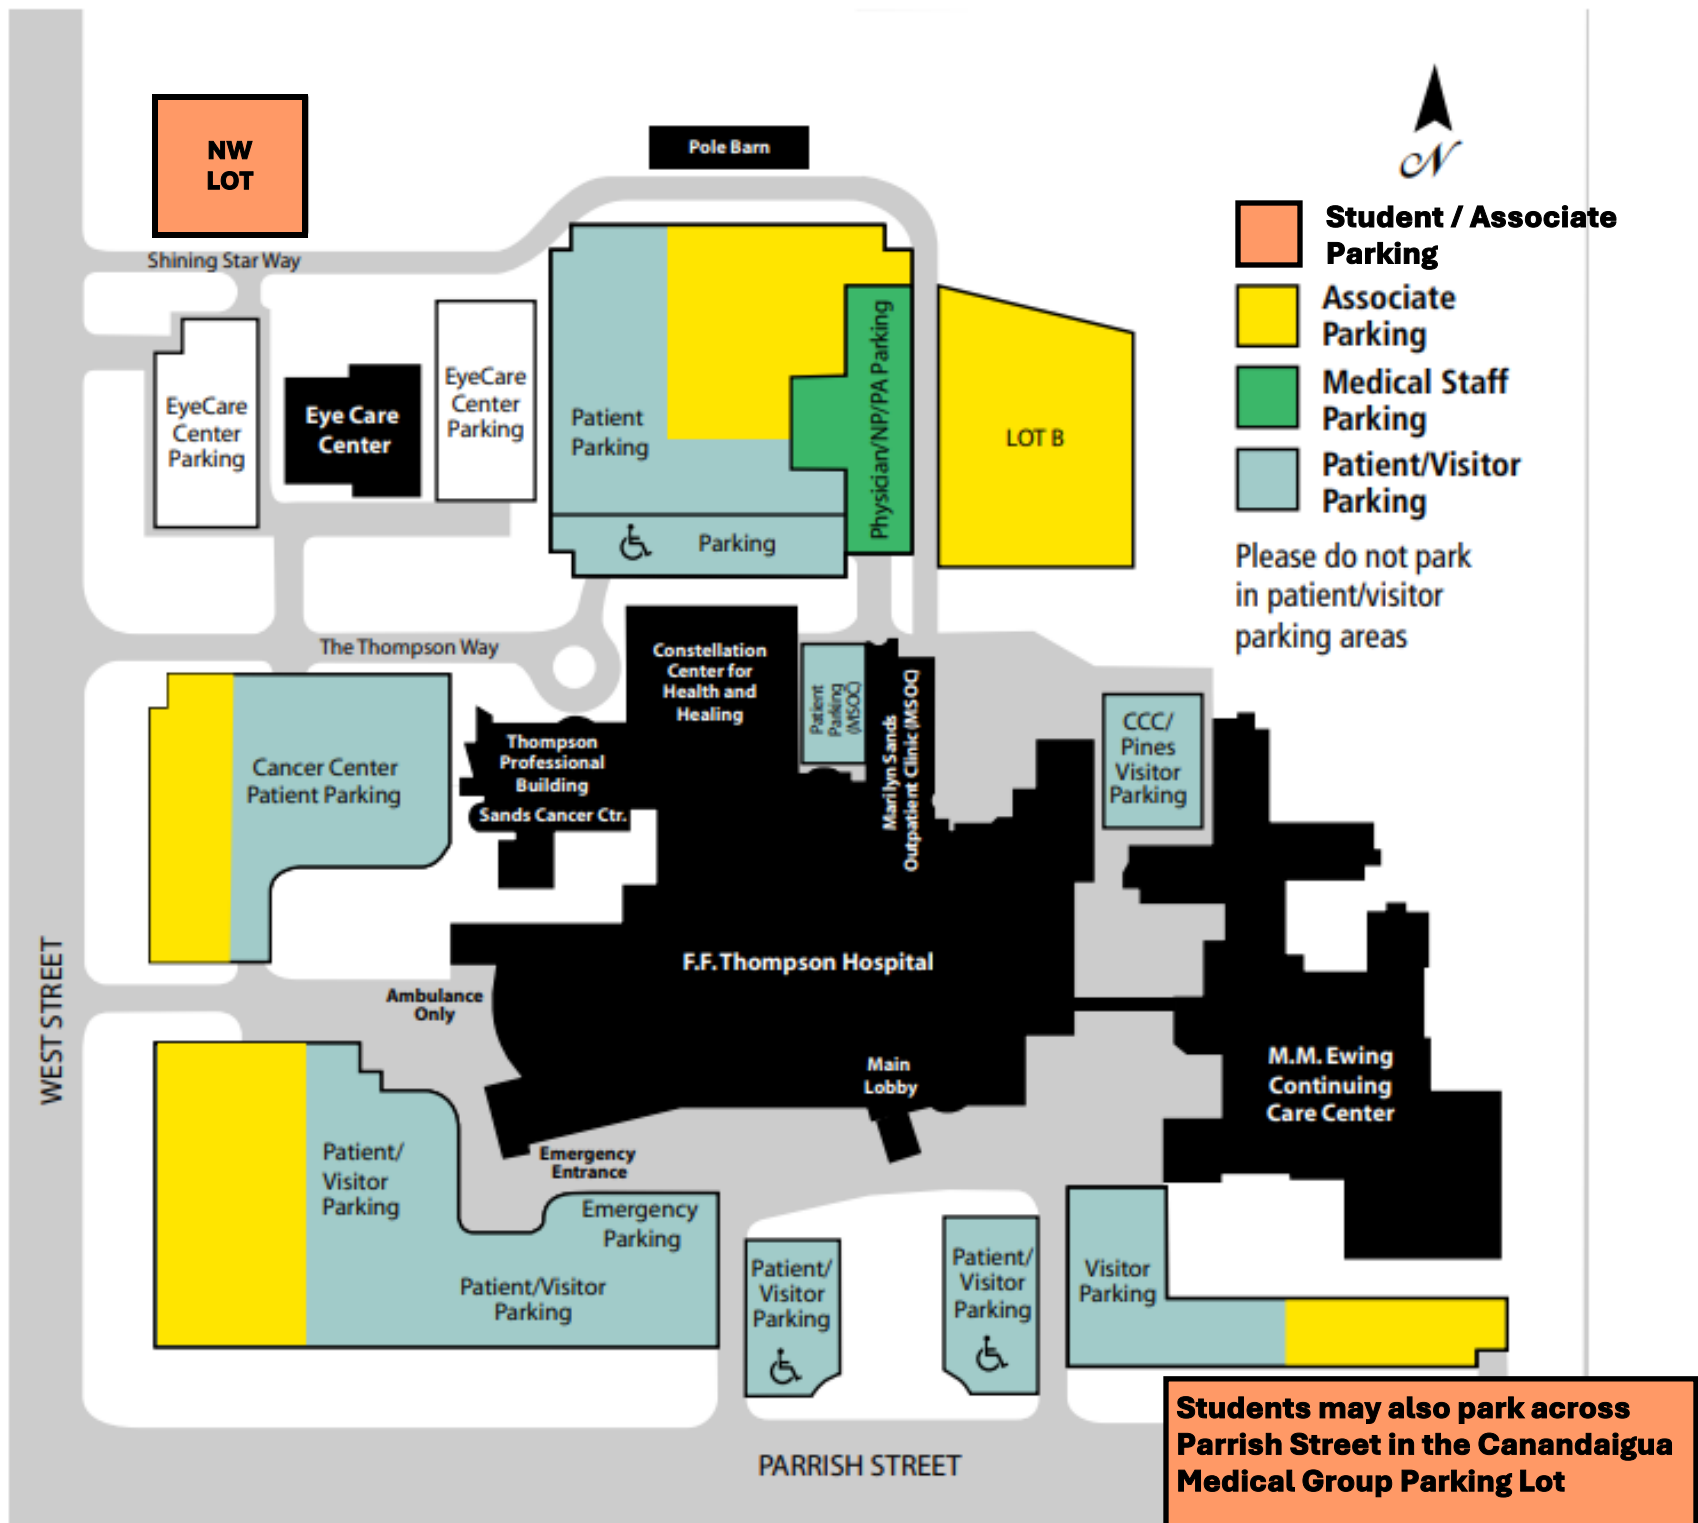 Pole Barn
NW
LOT
N
Shining Star Way
Student / Associate
Parking
Associate
Parking
Medical Staff
Parking
Patient/Visitor
Parking
Please do not park
in patient/visitor
parking areas
EyeCare
Center
Parking
Eye Care
Center
EyeCare
Center
Parking
Patient
Parking
Physician/NP/PA Parking
LOT B
Parking
The Thompson Way
Constellation
Center for
Health and
Healing
Patient
Parking
(MSOC)
Marilyn Sands
Outpatient Clinic (MSOC)
CCC/
Pines
Visitor
Parking
Cancer Center
Patient Parking
Thompson
Professional
Building
Sands Cancer Ctr.
F.F. Thompson Hospital
Ambulance
Only
WEST STREET
Main
Lobby
M.M. Ewing
Continuing
Care Center
Emergency
Entrance
Patient/
Visitor
Parking
Emergency
Parking
Patient/Visitor
Parking
Patient/
Visitor
Parking
Patient/
Visitor
Parking
Visitor
Parking
PARRISH STREET
Students may also park across
Parrish Street in the Canandaigua
Medical Group Parking Lot